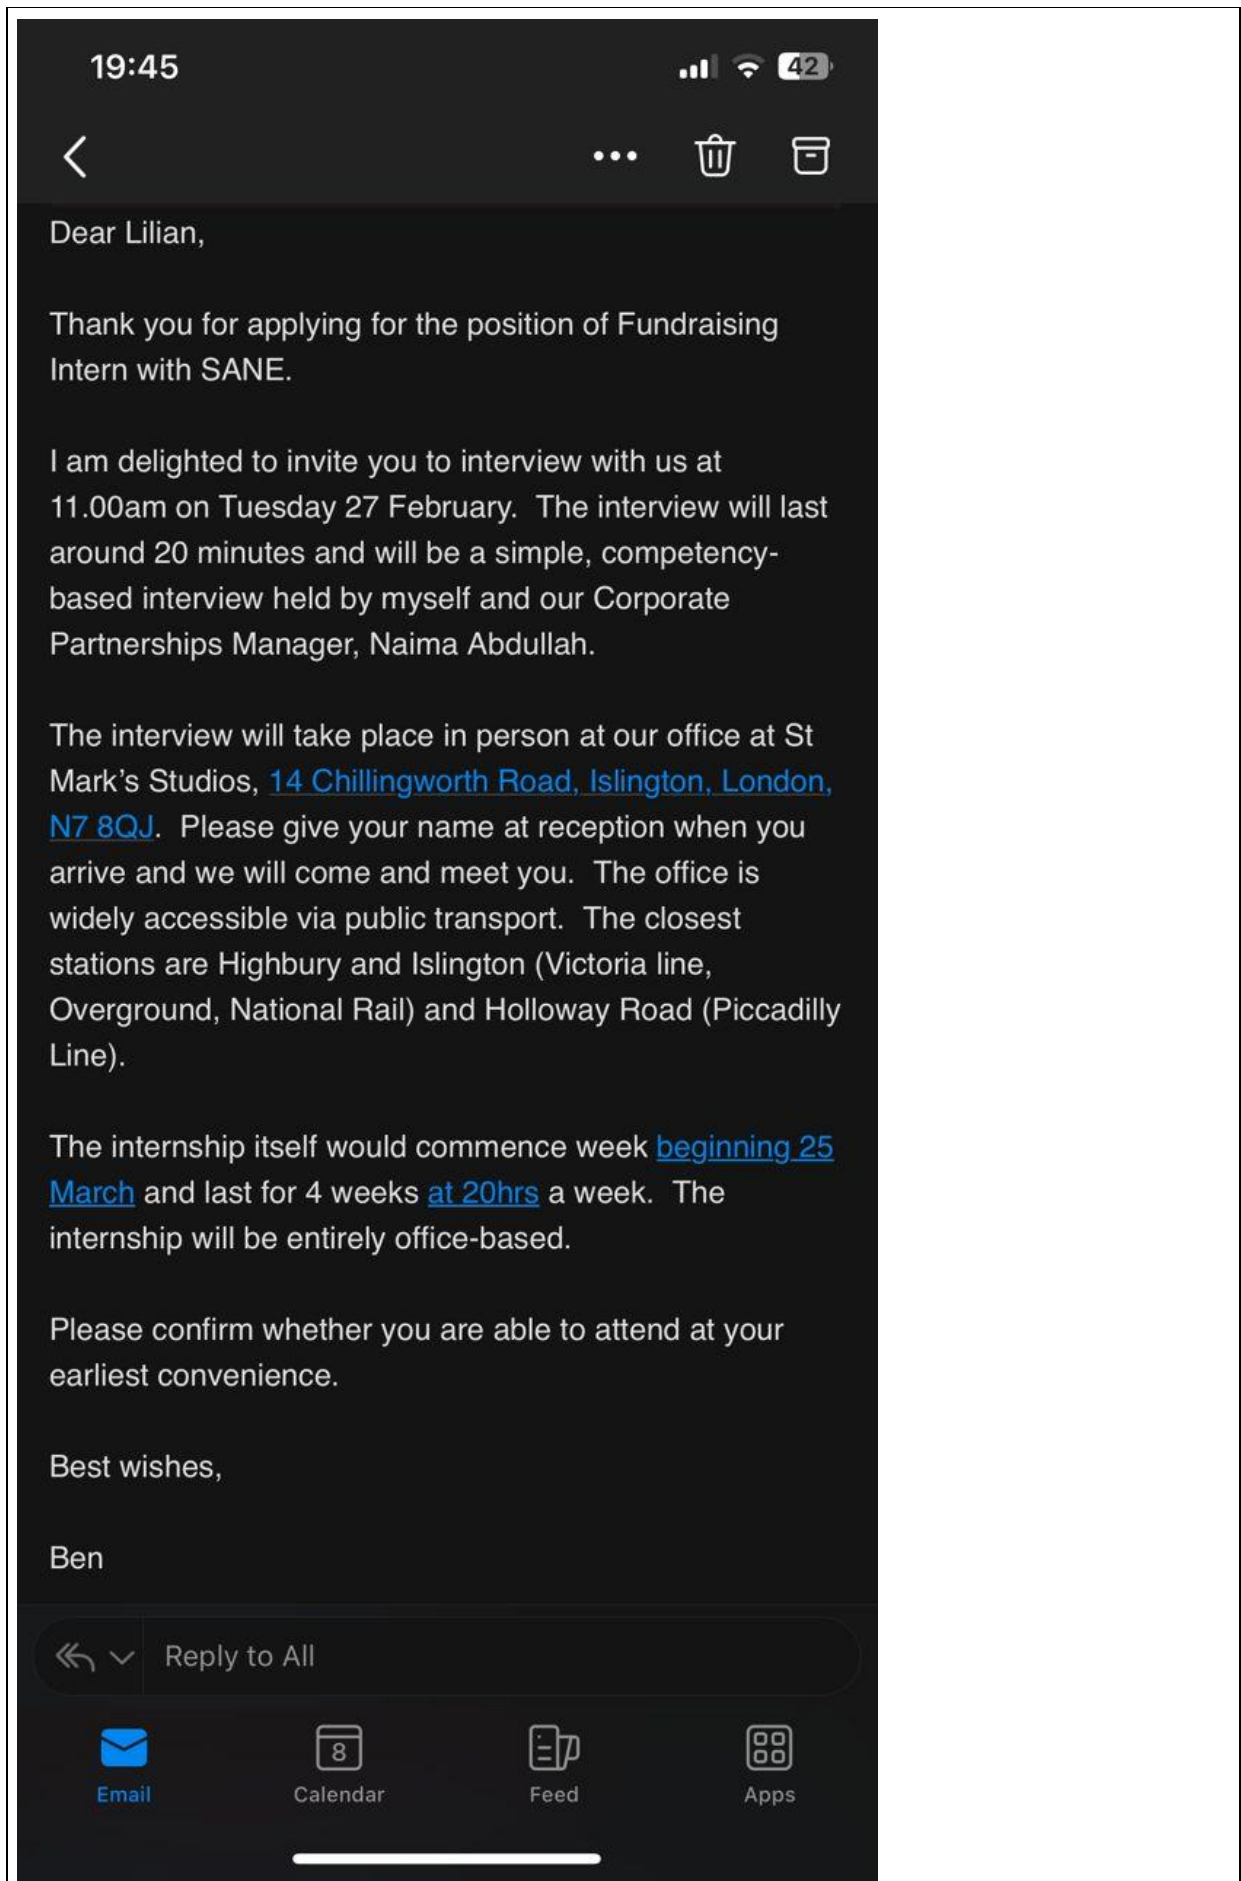 19:45
42
Dear Lilian,
Thank you for applying for the position of Fundraising
Intern with SANE.
I am delighted to invite you to interview with us at
11.00am on Tuesday 27 February.  The interview will last
around 20 minutes and will be a simple, competency-
based interview held by myself and our Corporate
Partnerships Manager, Naima Abdullah.
The interview will take place in person at our office at St
Mark’s Studios, 14 Chillingworth Road, Islington, London,
N7 8QJ.  Please give your name at reception when you
arrive and we will come and meet you.  The office is
widely accessible via public transport.  The closest
stations are Highbury and Islington (Victoria line,
Overground, National Rail) and Holloway Road (Piccadilly
Line).
The internship itself would commence week beginning 25
March and last for 4 weeks at 20hrs a week.  The
internship will be entirely office-based.
Please confirm whether you are able to attend at your
earliest convenience.
Best wishes,
Ben
Reply to All
8
Email Calendar Feed Apps